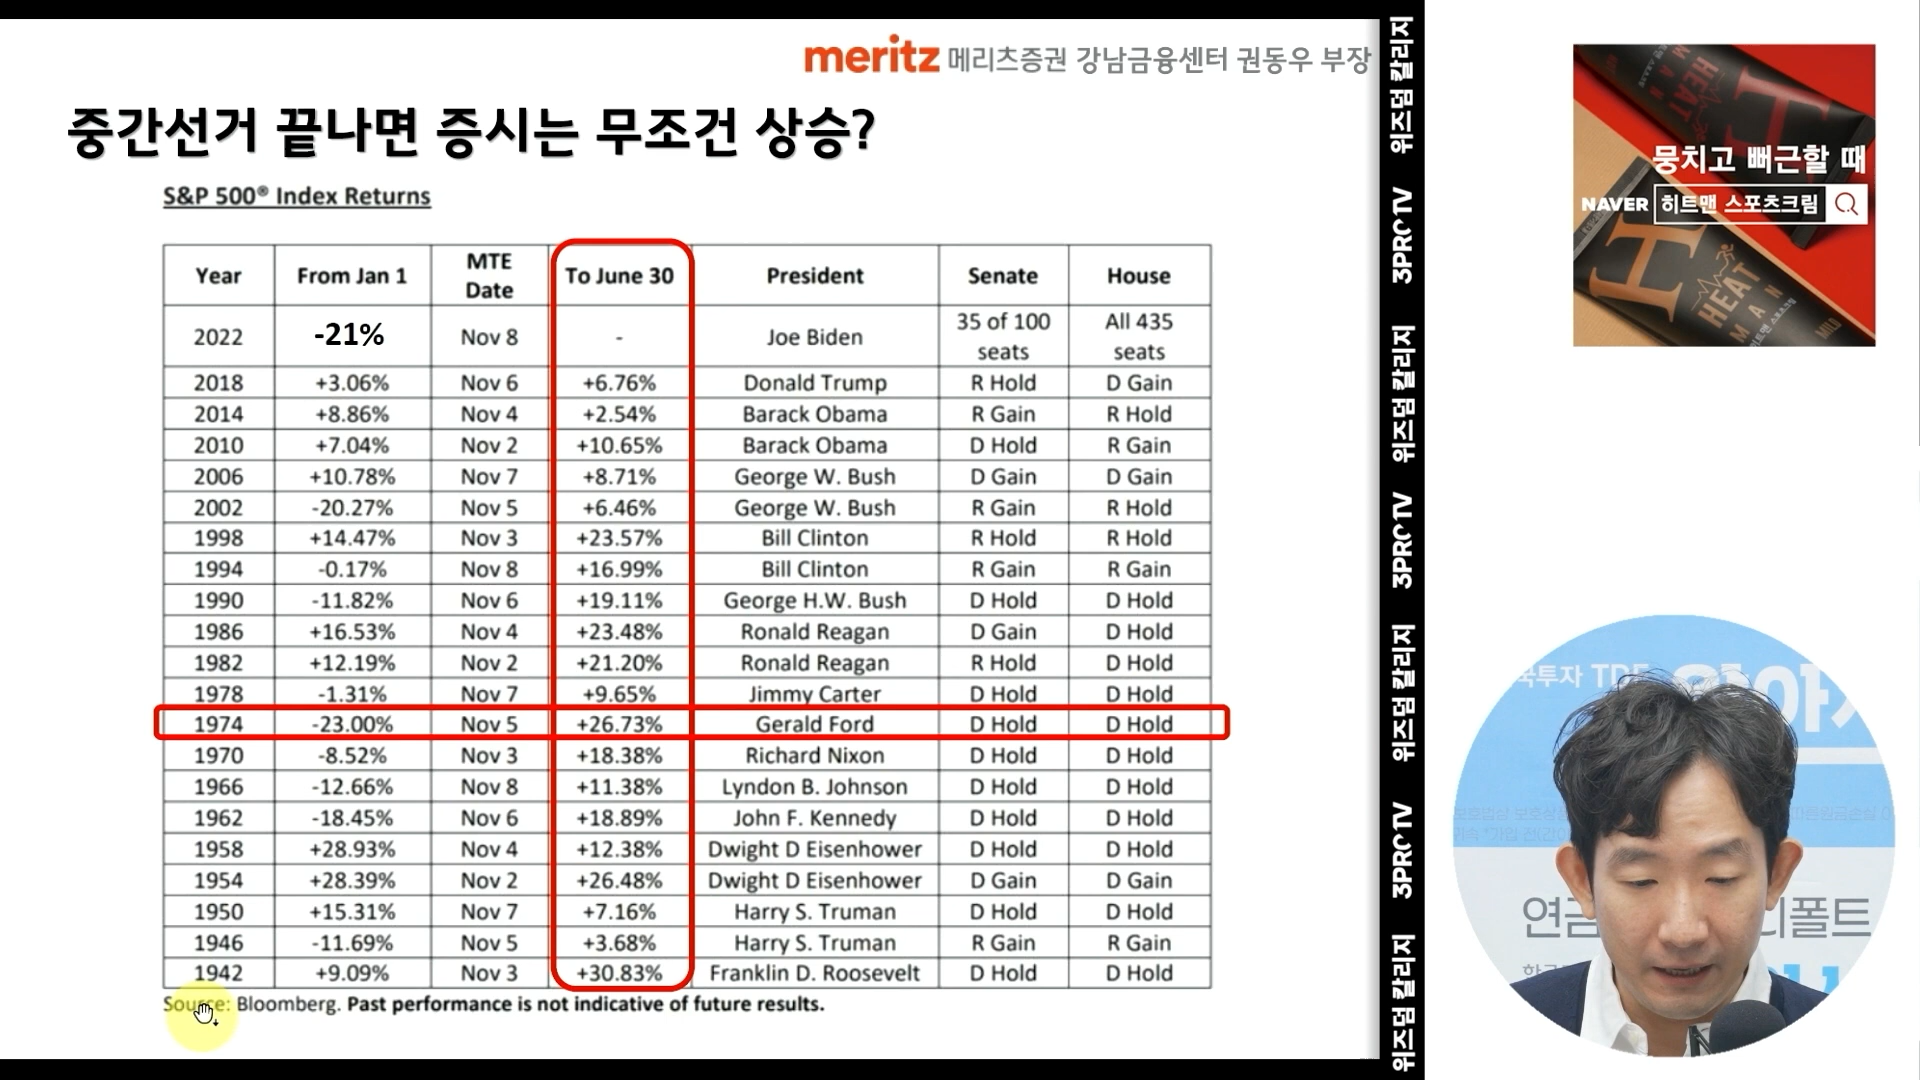 meritz 메리츠증권 강남금융센터 권동우 부장
중간선거 끝나면 증시는 무조건 상승?
S&P 500® Index Returns
Year From Jan 1 MTE Date To June 30 President Senate House
2022 -21% Nov 8 - Joe Biden 35 of 100 seats All 435 seats
2018 +3.06% Nov 6 +6.76% Donald Trump R Hold D Gain
2014 +8.86% Nov 4 +2.54% Barack Obama R Gain R Hold
2010 +7.04% Nov 2 +10.65% Barack Obama D Hold R Gain
2006 +10.78% Nov 7 +8.71% George W. Bush D Gain D Gain
2002 -20.27% Nov 5 +6.46% George W. Bush R Gain R Hold
1998 +14.47% Nov 3 +23.57% Bill Clinton R Hold R Hold
1994 -0.17% Nov 8 +16.99% Bill Clinton R Gain R Gain
1990 -11.82% Nov 6 +19.11% George H.W. Bush D Hold D Hold
1986 +16.53% Nov 4 +23.48% Ronald Reagan D Gain D Hold
1982 +12.19% Nov 2 +21.20% Ronald Reagan R Hold D Hold
1978 -1.31% Nov 7 +9.65% Jimmy Carter D Hold D Hold
1974 -23.00% Nov 5 +26.73% Gerald Ford D Hold D Hold
1970 -8.52% Nov 3 +18.38% Richard Nixon D Hold D Hold
1966 -12.66% Nov 8 +11.38% Lyndon B. Johnson D Hold D Hold
1962 -18.45% Nov 6 +18.89% John F. Kennedy D Hold D Hold
1958 +28.93% Nov 4 +12.38% Dwight D Eisenhower D Hold D Hold
1954 +28.39% Nov 2 +26.48% Dwight D Eisenhower D Gain D Gain
1950 +15.31% Nov 7 +7.16% Harry S. Truman D Hold D Hold
1946 -11.69% Nov 5 +3.68% Harry S. Truman R Gain R Gain
1942 +9.09% Nov 3 +30.83% Franklin D. Roosevelt D Hold D Hold
Source: Bloomberg. Past performance is not indicative of future results.
위즈덤 칼리지 3PROTV 위즈덤 칼리지 3PROTV 위즈덤 칼리지 3PROTV 위즈덤 칼리지
뭉치고 뻐근할 때
NAVER 히트맨 스포츠크림
HEAT
MAN
MILD